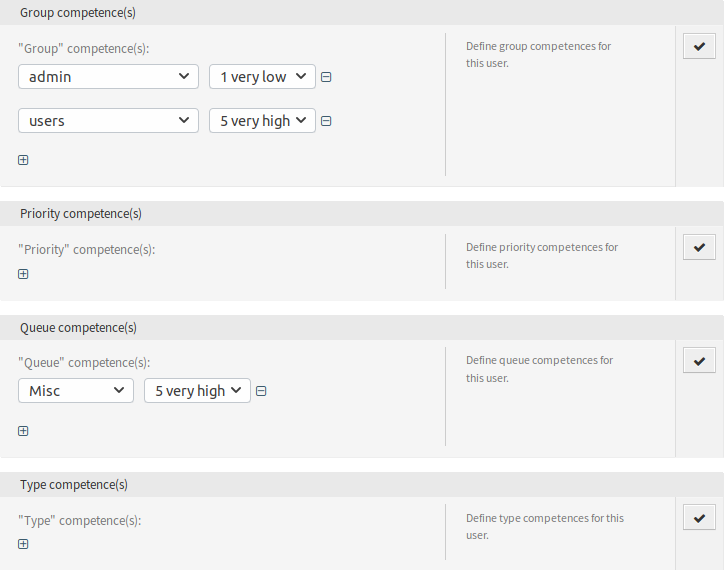 Group competence(s)
"Group" competence(s):
admin 1 very low
users 5 very high
Define group competences for
this user.
Priority competence(s)
"Priority" competence(s):
Define priority competences for
this user.
Queue competence(s)
"Queue" competence(s):
Misc 5 very high
Define queue competences for
this user.
Type competence(s)
"Type" competence(s):
Define type competences for this
user.